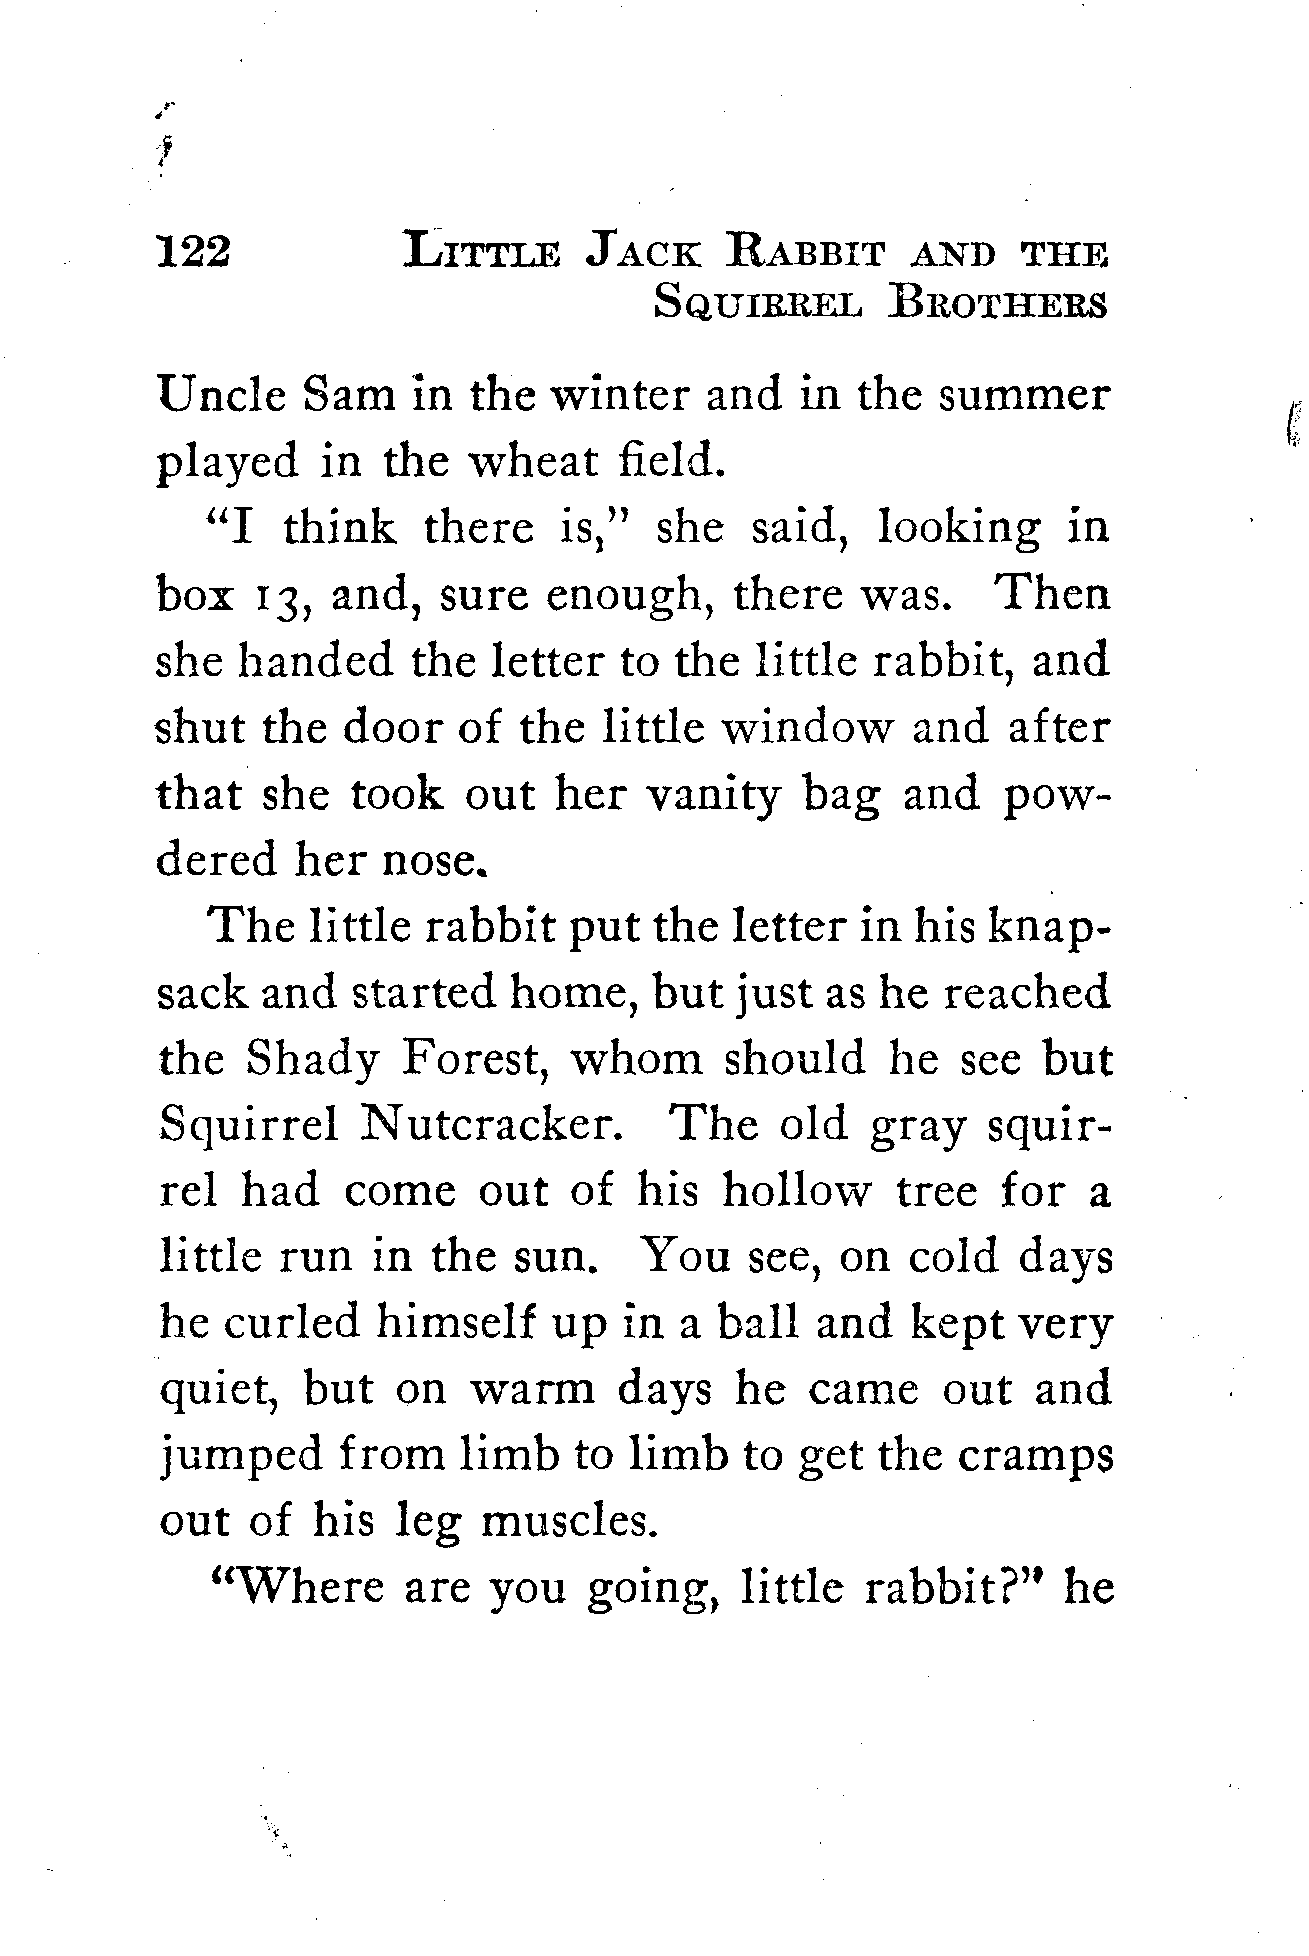 122 LITTLE JACK RABBIT AND THE
SQUIRREL BROTHERS
Uncle Sam in the winter and in the summer
played in the wheat field.
“I think there is,” she said, looking in
box 13, and, sure enough, there was. Then
she handed the letter to the little rabbit, and
shut the door of the little window and after
that she took out her vanity bag and pow-
dered her nose.
The little rabbit put the letter in his knap-
sack and started home, but just as he reached
the Shady Forest, whom should he see but
Squirrel Nutcracker. The old gray squir-
rel had come out of his hollow tree for a
little run in the sun. You see, on cold days
he curled himself up in a ball and kept very
quiet, but on warm days he came out and
jumped from limb to limb to get the cramps
out of his leg muscles.
“Where are you going, little rabbit?” he